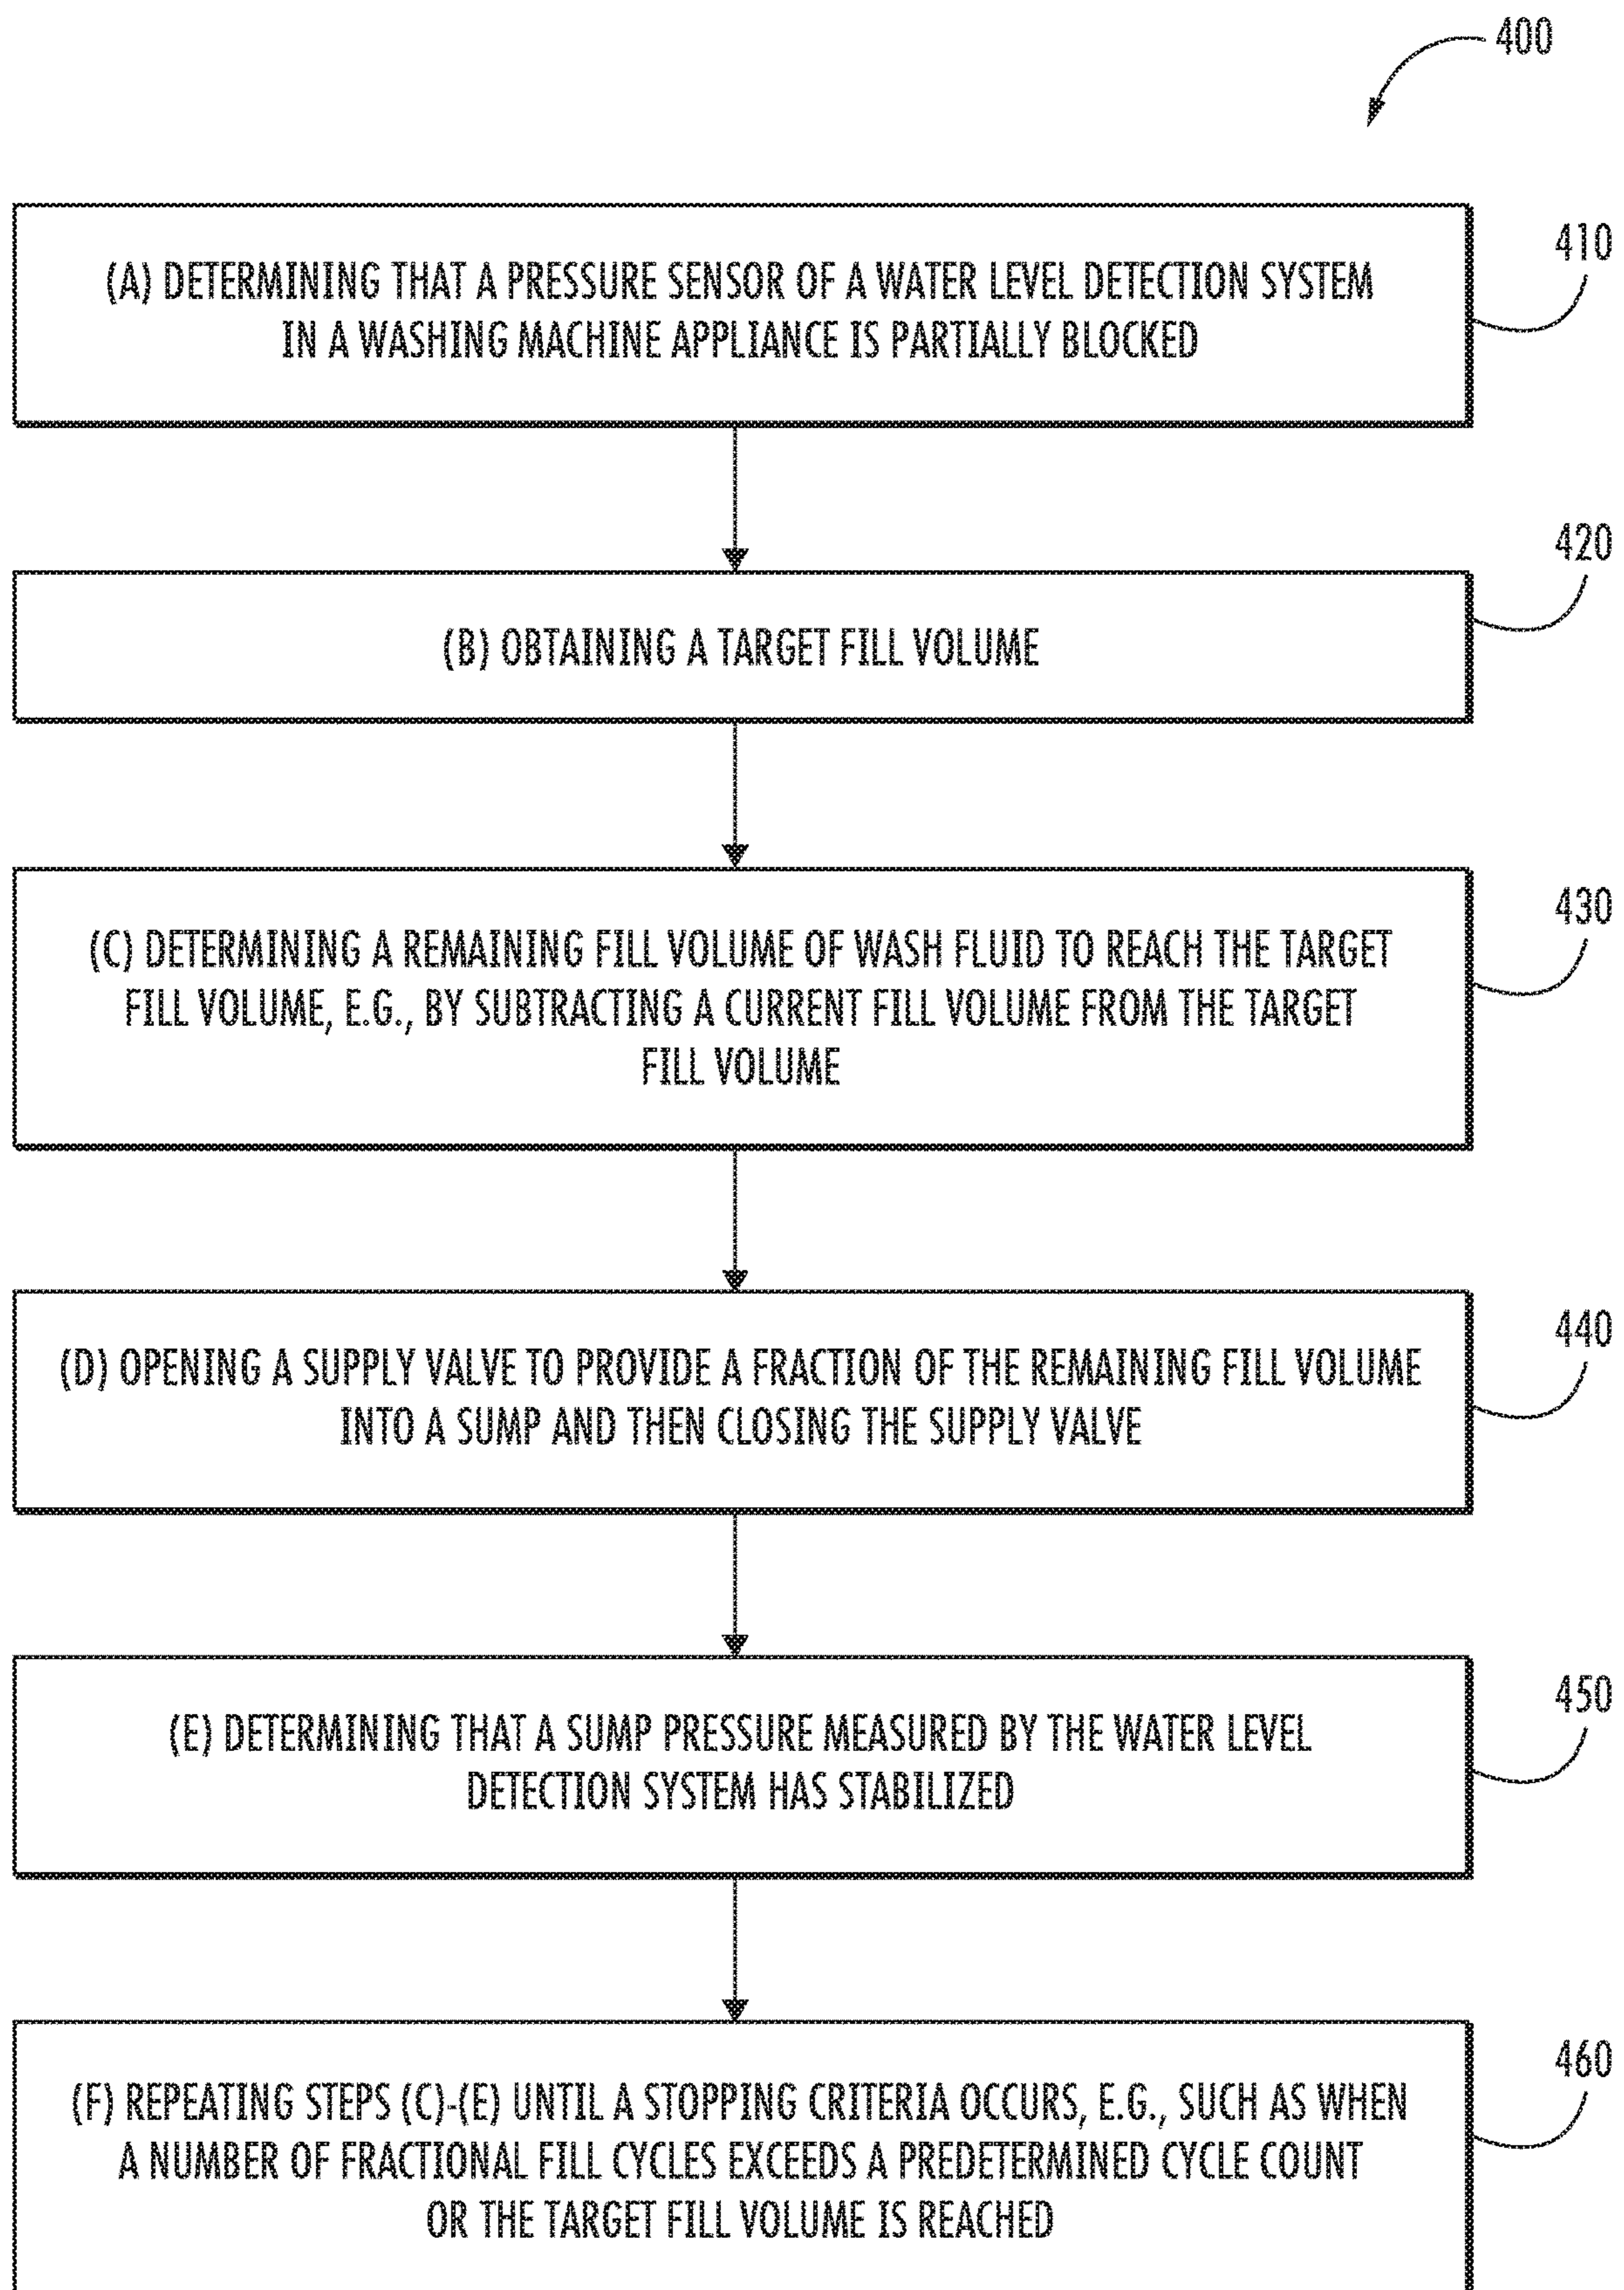 400
(A) DETERMINING THAT A PRESSURE SENSOR OF A WATER LEVEL DETECTION SYSTEM
IN A WASHING MACHINE APPLIANCE IS PARTIALLY BLOCKED
410
(B) OBTAINING A TARGET FILL VOLUME
420
(C) DETERMINING A REMAINING FILL VOLUME OF WASH FLUID TO REACH THE TARGET
FILL VOLUME, E.G., BY SUBTRACTING A CURRENT FILL VOLUME FROM THE TARGET
FILL VOLUME
430
(D) OPENING A SUPPLY VALVE TO PROVIDE A FRACTION OF THE REMAINING FILL VOLUME
INTO A SUMP AND THEN CLOSING THE SUPPLY VALVE
440
(E) DETERMINING THAT A SUMP PRESSURE MEASURED BY THE WATER LEVEL
DETECTION SYSTEM HAS STABILIZED
450
(F) REPEATING STEPS (C)-(E) UNTIL A STOPPING CRITERIA OCCURS, E.G., SUCH AS WHEN
A NUMBER OF FRACTIONAL FILL CYCLES EXCEEDS A PREDETERMINED CYCLE COUNT
OR THE TARGET FILL VOLUME IS REACHED
460